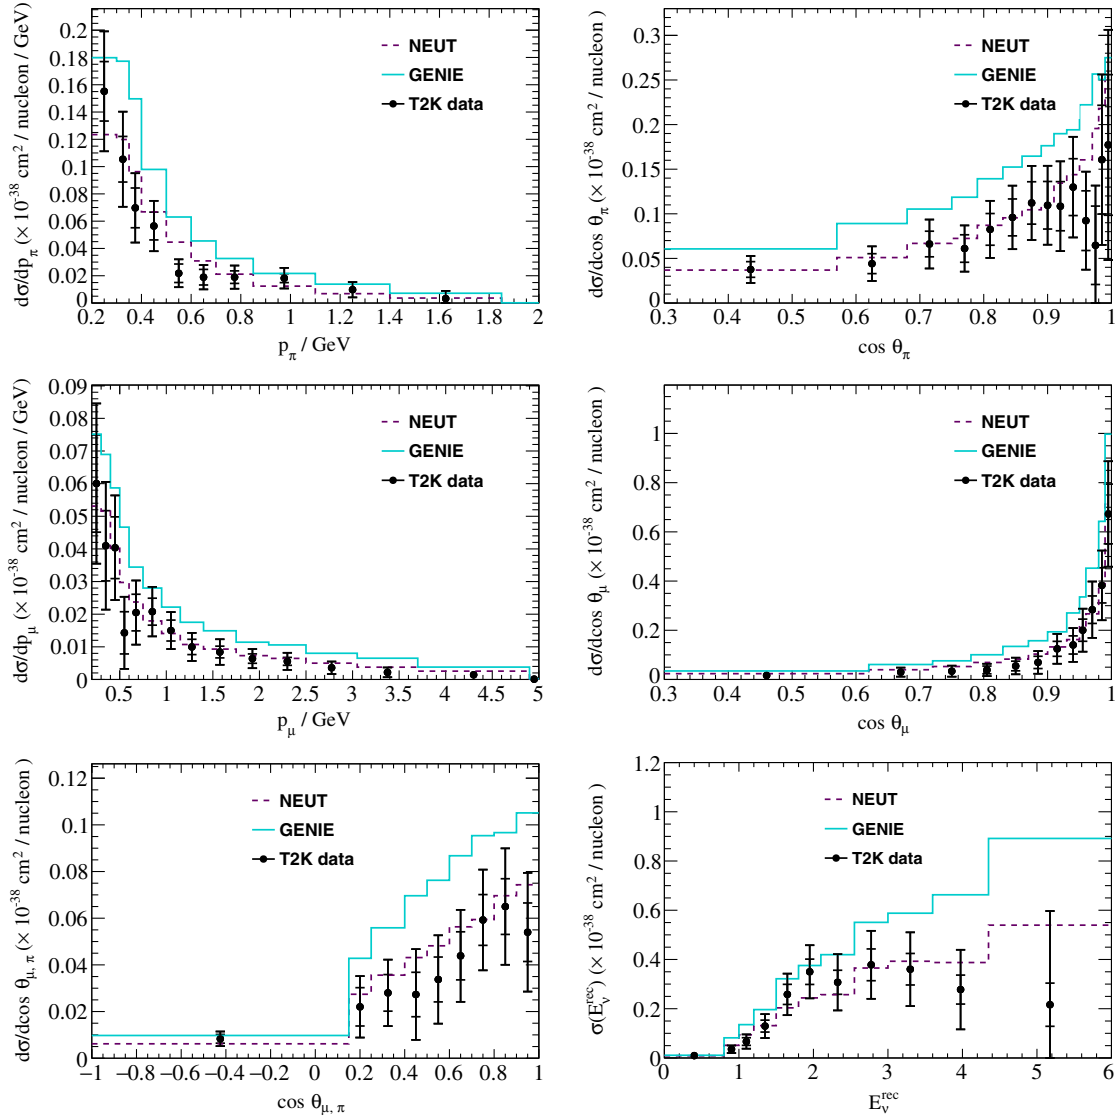 dσ/dp_π (× 10^-38 cm² / nucleon / GeV)
0.2
0.18
0.16
0.14
0.12
0.1
0.08
0.06
0.04
0.02
0
NEUT
GENIE
T2K data
0.2 0.4 0.6 0.8 1 1.2 1.4 1.6 1.8 2
p_π / GeV
dσ/dcos θ_π (× 10^-38 cm² / nucleon )
0.3
0.25
0.2
0.15
0.1
0.05
0
NEUT
GENIE
T2K data
0.3 0.4 0.5 0.6 0.7 0.8 0.9 1
cos θ_π
dσ/dp_μ (× 10^-38 cm² / nucleon / GeV)
0.09
0.08
0.07
0.06
0.05
0.04
0.03
0.02
0.01
0
NEUT
GENIE
T2K data
0.5 1 1.5 2 2.5 3 3.5 4 4.5 5
p_μ / GeV
dσ/dcos θ_μ (× 10^-38 cm² / nucleon )
1
0.8
0.6
0.4
0.2
0
NEUT
GENIE
T2K data
0.3 0.4 0.5 0.6 0.7 0.8 0.9 1
cos θ_μ
dσ/dcos θ_μ, π (× 10^-38 cm² / nucleon )
0.12
0.1
0.08
0.06
0.04
0.02
0
NEUT
GENIE
T2K data
−1 −0.8 −0.6 −0.4 −0.2 0 0.2 0.4 0.6 0.8 1
cos θ_μ, π
σ(E_ν^rec) (× 10^-38 cm² / nucleon )
1.2
1
0.8
0.6
0.4
0.2
0
NEUT
GENIE
T2K data
0 1 2 3 4 5 6
E_ν^rec